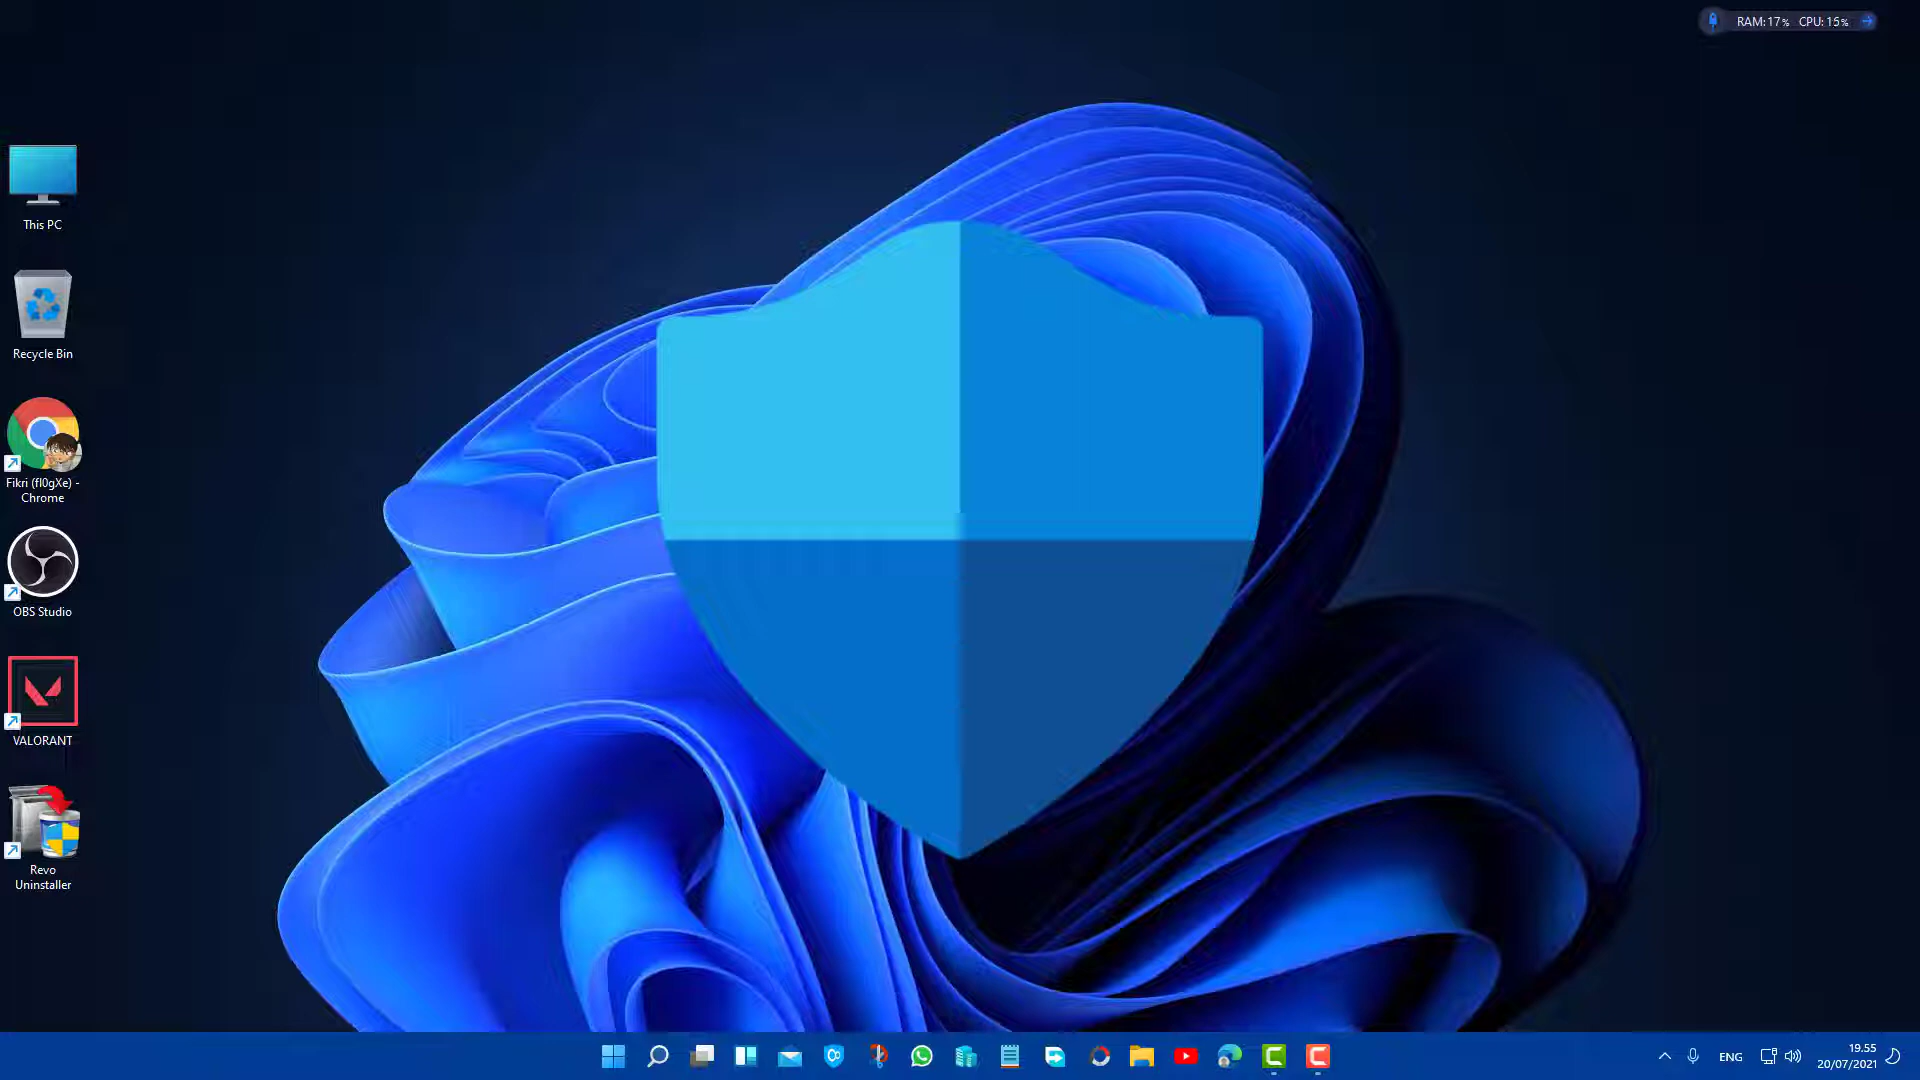 RAM: 17% CPU: 15%
This PC
Recycle Bin
Fikri (fl0gXe) -
Chrome
OBS Studio
VALORANT
Revo
Uninstaller
ENG
19.55
20/07/2021